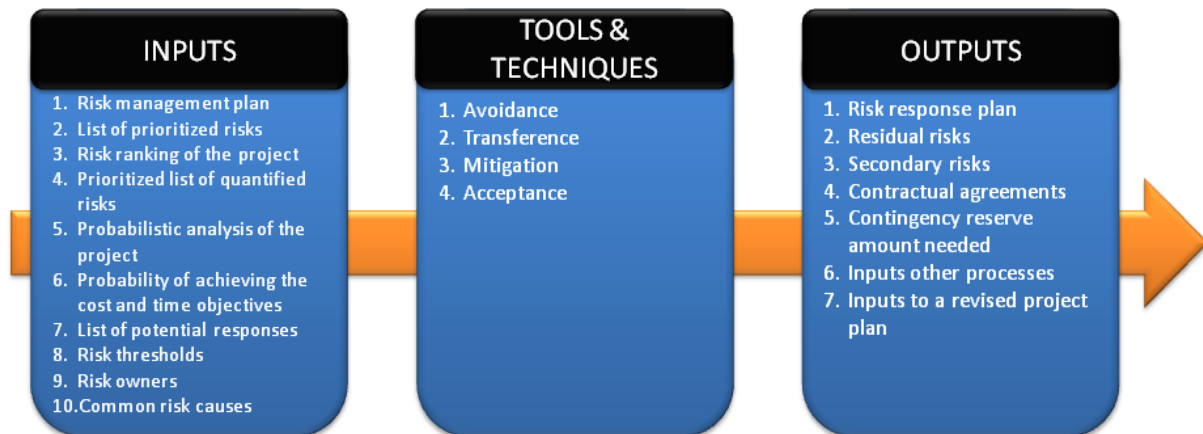 INPUTS
1. Risk management plan
2. List of prioritized risks
3. Risk ranking of the project
4. Prioritized list of quantified
risks
5. Probabilistic analysis of the
project
6. Probability of achieving the
cost and time objectives
7. List of potential responses
8. Risk thresholds
9. Risk owners
10.Common risk causes
TOOLS &
TECHNIQUES
1. Avoidance
2. Transference
3. Mitigation
4. Acceptance
OUTPUTS
1. Risk response plan
2. Residual risks
3. Secondary risks
4. Contractual agreements
5. Contingency reserve
amount needed
6. Inputs other processes
7. Inputs to a revised project
plan